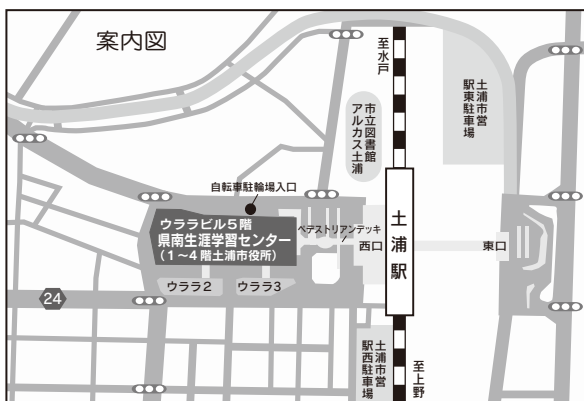 案内図
至水戸
土浦市営
駅東駐車場
市立図書館
アルカス土浦
自転車駐輪場入口
ウララビル5階
県南生涯学習センター
（1～4階土浦市役所）
ペデストリアンデッキ
西口
土浦駅
東口
ウララ2
ウララ3
24
土浦市営
駅西駐車場
至上野